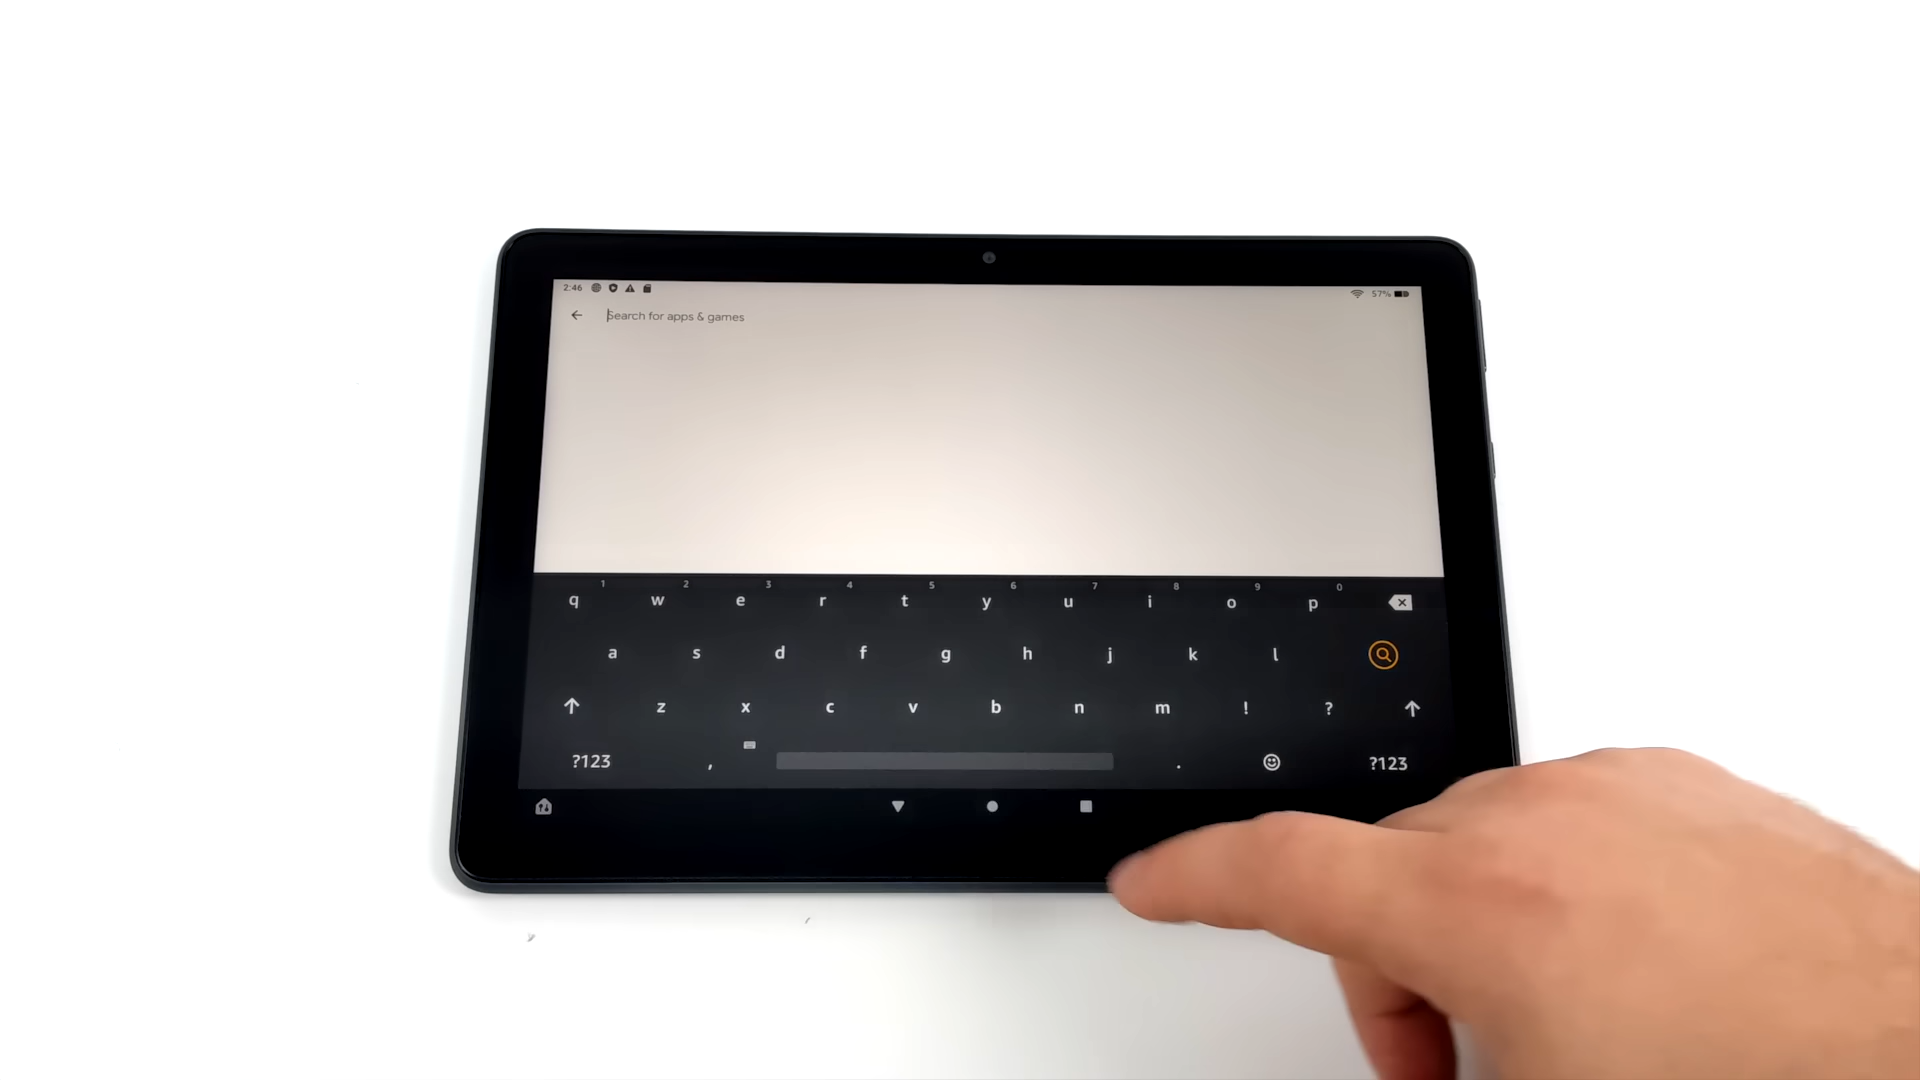 2:46 57%
Search for apps & games
1 2 3 4 5 6 7 8 9 0
q w e r t y u i o p
a s d f g h j k l
z x c v b n m ! ?
?123 , . ?123